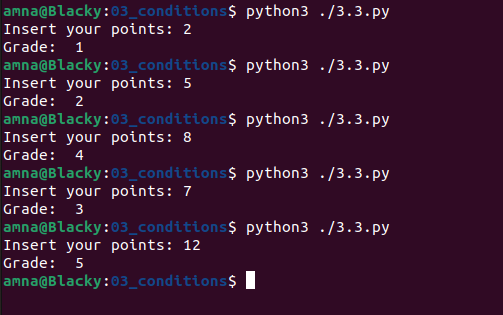 amna@Blacky:03_conditions$ python3 ./3.3.py
Insert your points: 2
Grade:  1
amna@Blacky:03_conditions$ python3 ./3.3.py
Insert your points: 5
Grade:  2
amna@Blacky:03_conditions$ python3 ./3.3.py
Insert your points: 8
Grade:  4
amna@Blacky:03_conditions$ python3 ./3.3.py
Insert your points: 7
Grade:  3
amna@Blacky:03_conditions$ python3 ./3.3.py
Insert your points: 12
Grade:  5
amna@Blacky:03_conditions$